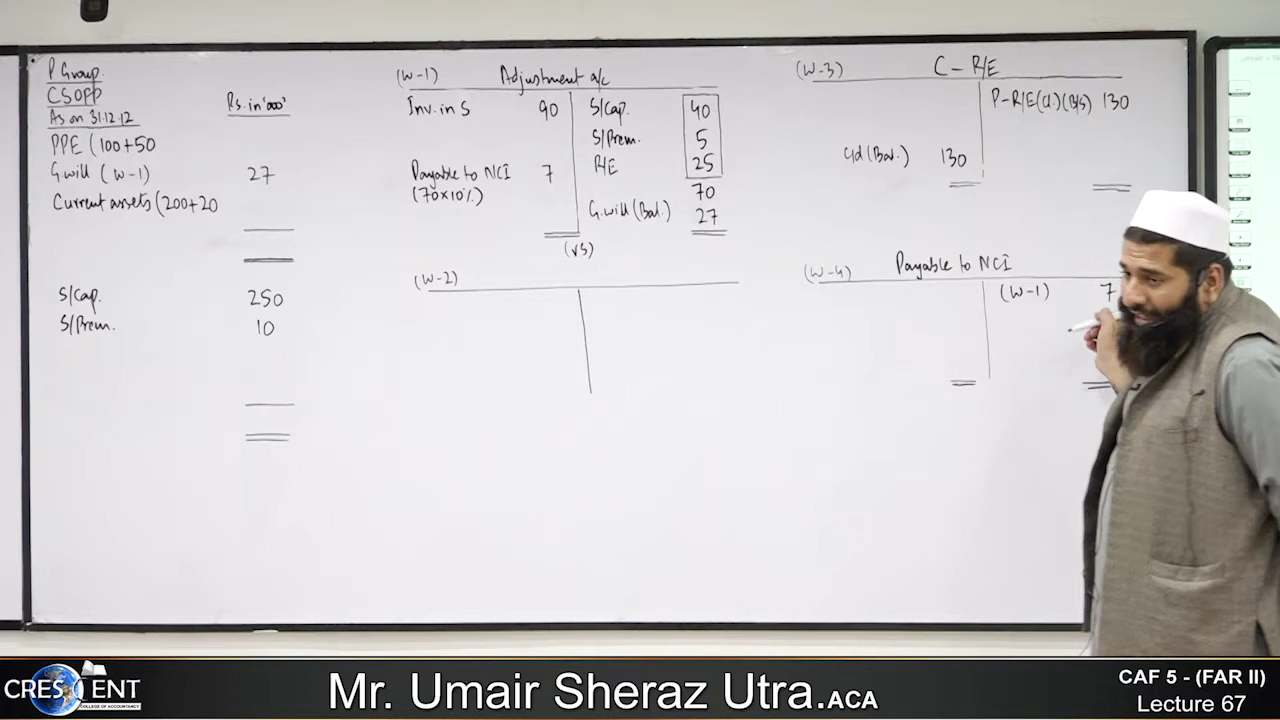 P Group.
CSOFP
As on 31.12.12
Rs. in '000'
PPE (100+50
G.will (W-1) 27
Current assets (200+20
S/Cap. 250
S/Prem. 10
(W-1) Adjustment a/c
Inv. in S 90 S/Cap. 40
S/Prem. 5
Payable to NCI 7 R/E 25
(70x10%) 70
G.will (Bal.) 27
(W-2)
(W-3) C-R/E
P-R/E (Cl.) (B/S) 130
c/d (Bal.) 130
(W-4) Payable to NCI
(W-1) 7
CRESCENT
COLLEGE OF ACCOUNTANCY
Mr. Umair Sheraz Utra.ACA
CAF 5 - (FAR II)
Lecture 67